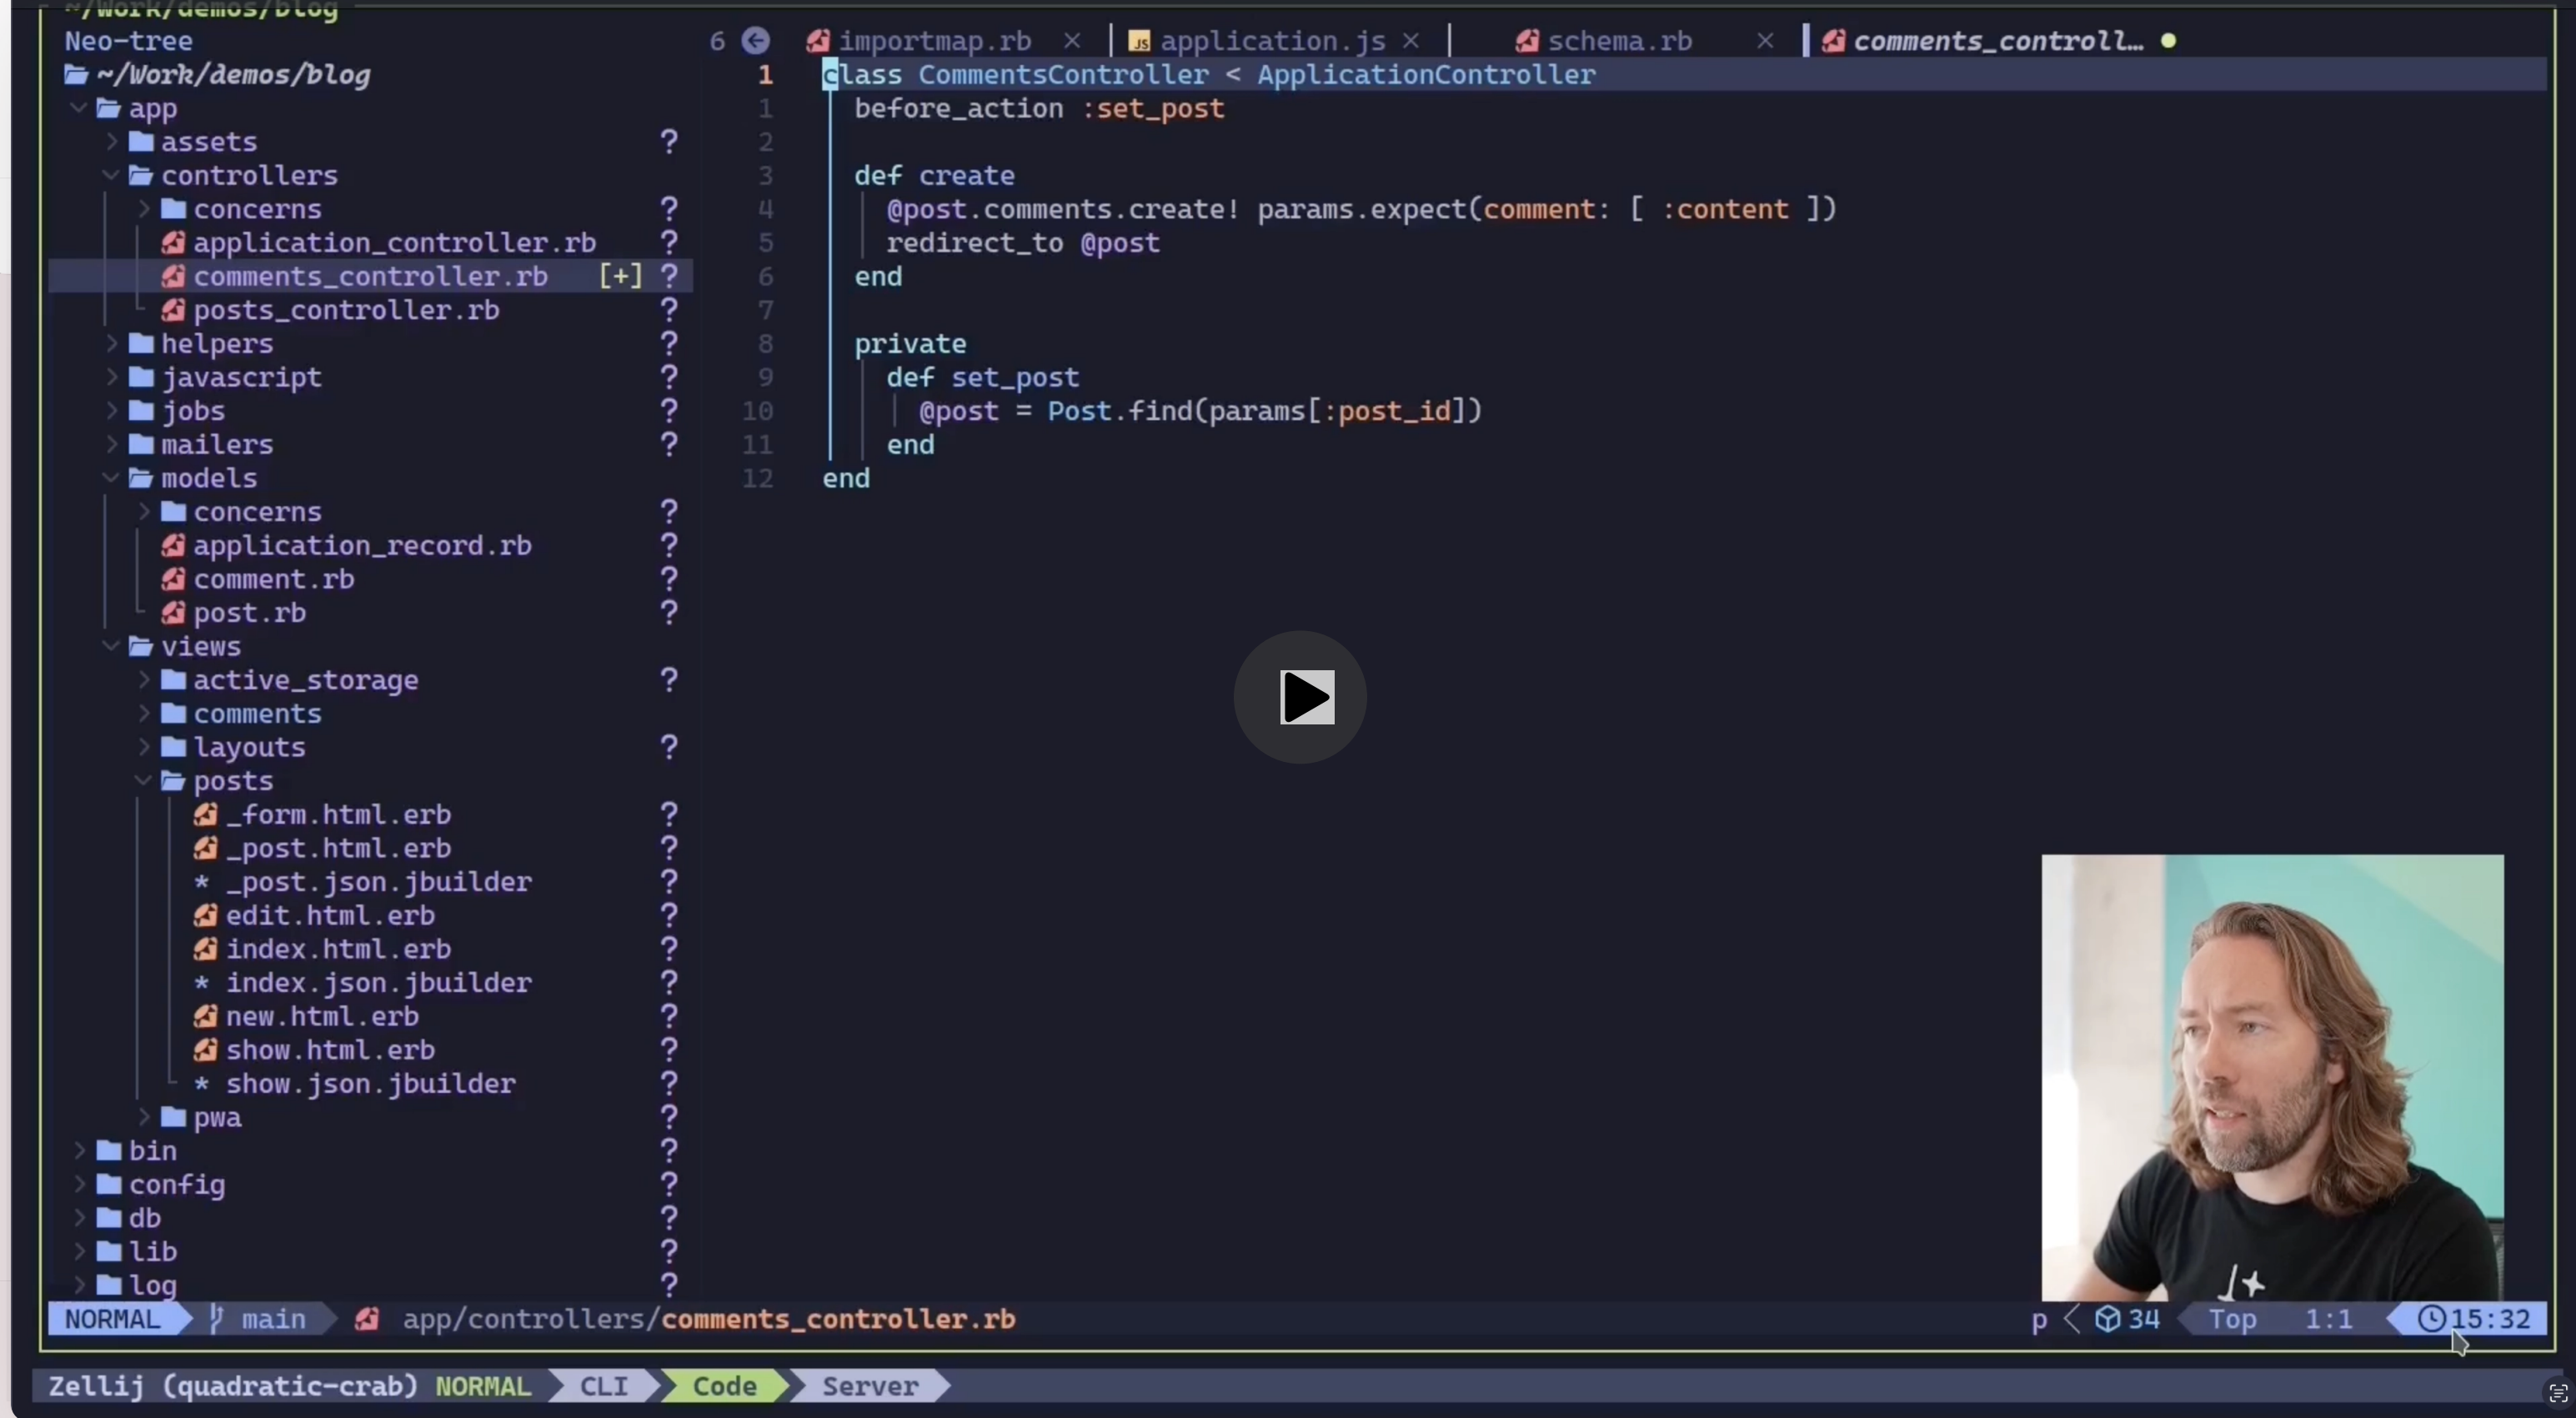 ~/Work/demos/blog
Neo-tree
~/Work/demos/blog
app
assets ?
controllers
concerns ?
application_controller.rb ?
comments_controller.rb [+] ?
posts_controller.rb ?
helpers ?
javascript ?
jobs ?
mailers ?
models
concerns ?
application_record.rb ?
comment.rb ?
post.rb ?
views
active_storage ?
comments
layouts ?
posts
_form.html.erb ?
_post.html.erb ?
* _post.json.jbuilder ?
edit.html.erb ?
index.html.erb ?
* index.json.jbuilder ?
new.html.erb ?
show.html.erb ?
* show.json.jbuilder ?
pwa ?
bin ?
config ?
db ?
lib ?
log ?
6 importmap.rb × | JS application.js × | schema.rb × comments_controll… ●
1 class CommentsController < ApplicationController
1 before_action :set_post
2
3 def create
4 @post.comments.create! params.expect(comment: [ :content ])
5 redirect_to @post
6 end
7
8 private
9 def set_post
10 @post = Post.find(params[:post_id])
11 end
12 end
NORMAL main app/controllers/comments_controller.rb p 34 Top 1:1 15:32
Zellij (quadratic-crab) NORMAL CLI Code Server